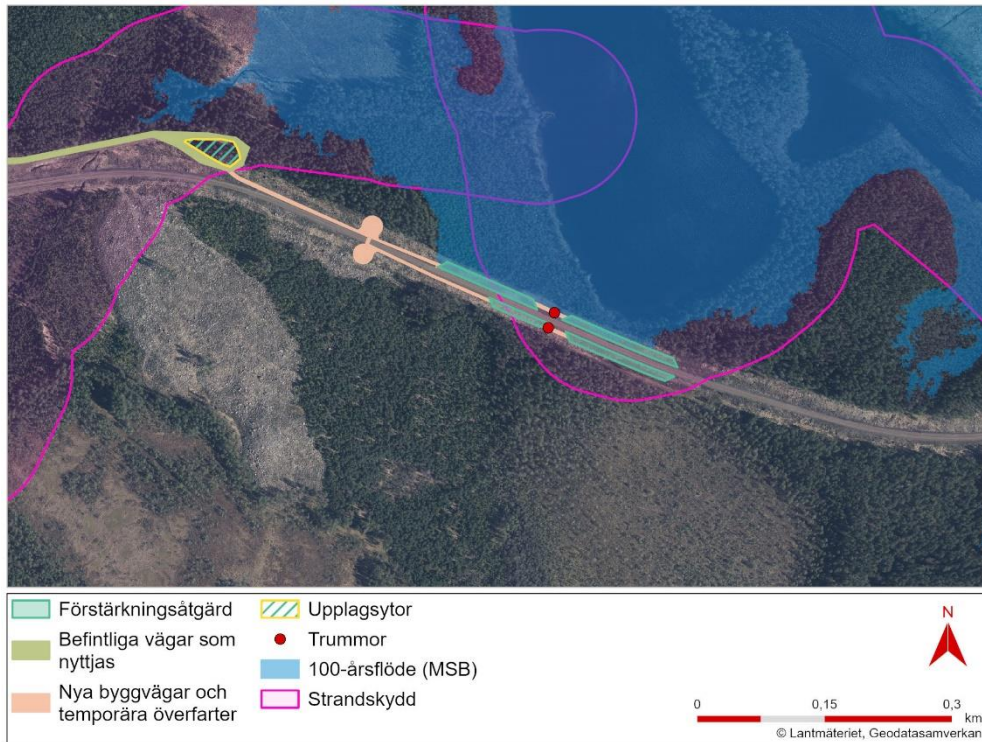 Förstärkningsåtgärd
Befintliga vägar som
nyttjas
Nya byggvägar och
temporära överfarter
Upplagsytor
Trummor
100-årsflöde (MSB)
Strandskydd
N
0 0,15 0,3
km
© Lantmäteriet, Geodatasamverkan